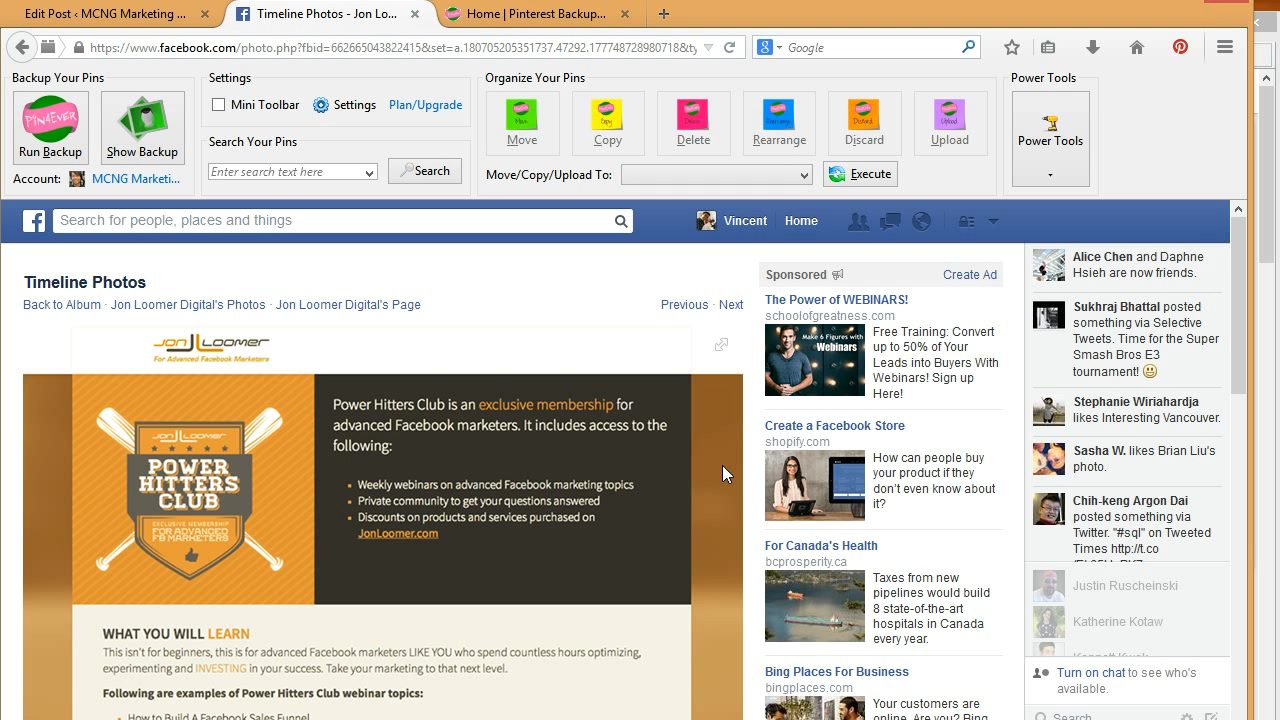 Edit Post ‹ MCNG Marketing ...
Timeline Photos - Jon Lo...
Home | Pinterest Backup...
https://www.facebook.com/photo.php?fbid=662665043822415&set=a.180705205351737.47292.177748728980718&ty
Google
Backup Your Pins
Run Backup
Show Backup
Account: MCNG Marketi...
Settings
Mini Toolbar Settings Plan/Upgrade
Search Your Pins
Enter search text here Search
Organize Your Pins
Move Copy Delete Rearrange Discard Upload
Move/Copy/Upload To: Execute
Power Tools
Power Tools
Search for people, places and things
Vincent Home
Timeline Photos
Back to Album · Jon Loomer Digital's Photos · Jon Loomer Digital's Page
Previous · Next
JON LOOMER
For Advanced Facebook Marketers
JON LOOMER
POWER
HITTERS
CLUB
EXCLUSIVE MEMBERSHIP
FOR ADVANCED
FB MARKETERS
Power Hitters Club is an exclusive membership for
advanced Facebook marketers. It includes access to the
following:
• Weekly webinars on advanced Facebook marketing topics
• Private community to get your questions answered
• Discounts on products and services purchased on
JonLoomer.com
WHAT YOU WILL LEARN
This isn't for beginners, this is for advanced Facebook marketers LIKE YOU who spend countless hours optimizing,
experimenting and INVESTING in your success. Take your marketing to that next level.
Following are examples of Power Hitters Club webinar topics:
• How to Build A Facebook Sales Funnel
Sponsored Create Ad
The Power of WEBINARS!
schoolofgreatness.com
Make 6 Figures with
Webinars
Free Training: Convert
up to 50% of Your
Leads into Buyers With
Webinars! Sign up
Here!
Create a Facebook Store
shopify.com
How can people buy
your product if they
don't even know about
it?
For Canada's Health
bcprosperity.ca
Taxes from new
pipelines would build
8 state-of-the-art
hospitals in Canada
every year.
Bing Places For Business
bingplaces.com
Your customers are
online. Are you? Bing
Alice Chen and Daphne
Hsieh are now friends.
Sukhraj Bhattal posted
something via Selective
Tweets. Time for the Super
Smash Bros E3
tournament!
Stephanie Wiriahardja
likes Interesting Vancouver.
Sasha W. likes Brian Liu's
photo.
Chih-keng Argon Dai
posted something via
Twitter. "#sql" on Tweeted
Times http://t.co
Justin Ruscheinski
Katherine Kotaw
Turn on chat to see who's
available.
Search